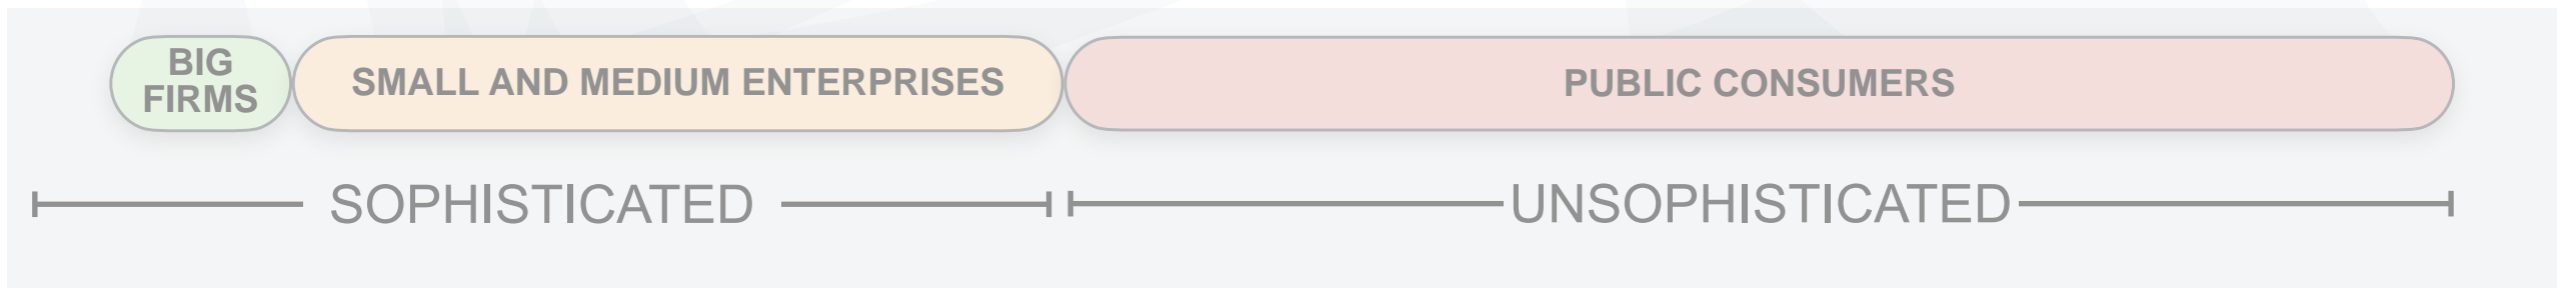 BIG
FIRMS
SMALL AND MEDIUM ENTERPRISES
PUBLIC CONSUMERS
SOPHISTICATED
UNSOPHISTICATED